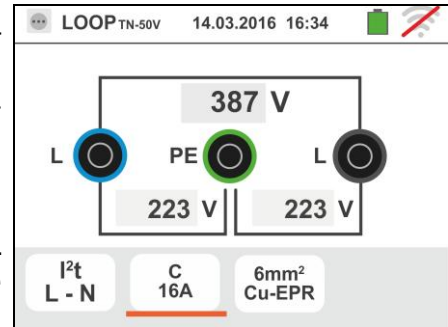 LOOP TN-50V 14.03.2016 16:34
387 V
L PE L
223 V 223 V
I²t C 6mm²
L - N 16A Cu-EPR